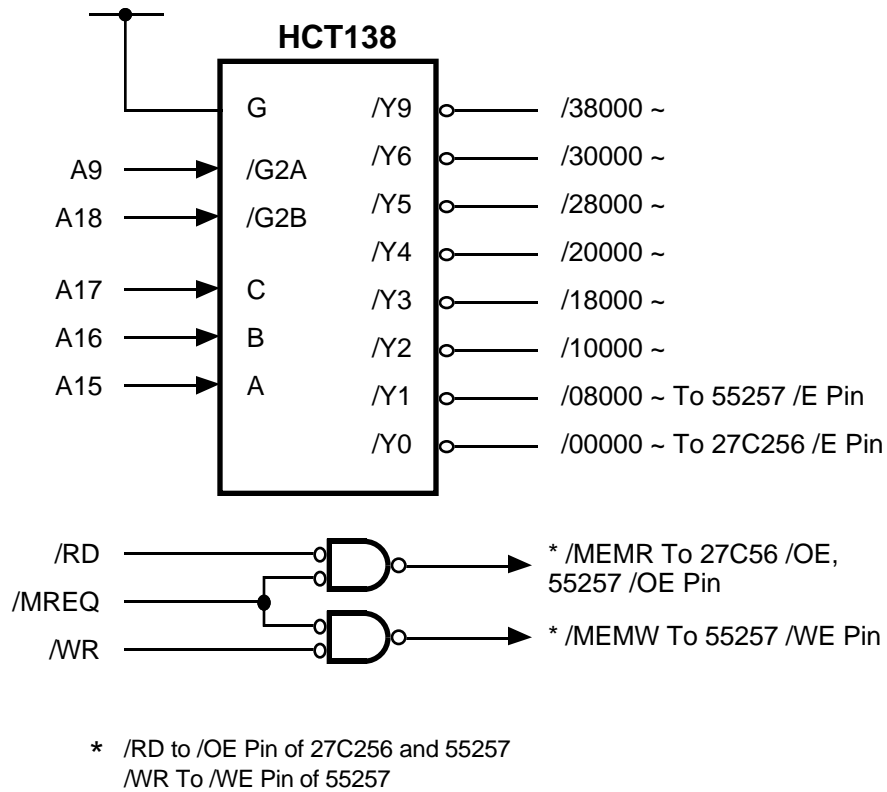 HCT138
G /Y9 /38000 ~
A9 /G2A /Y6 /30000 ~
A18 /G2B /Y5 /28000 ~
/Y4 /20000 ~
A17 C /Y3 /18000 ~
A16 B /Y2 /10000 ~
A15 A /Y1 /08000 ~ To 55257 /E Pin
/Y0 /00000 ~ To 27C256 /E Pin
/RD * /MEMR To 27C56 /OE,
55257 /OE Pin
/MREQ
/WR * /MEMW To 55257 /WE Pin
* /RD to /OE Pin of 27C256 and 55257
/WR To /WE Pin of 55257